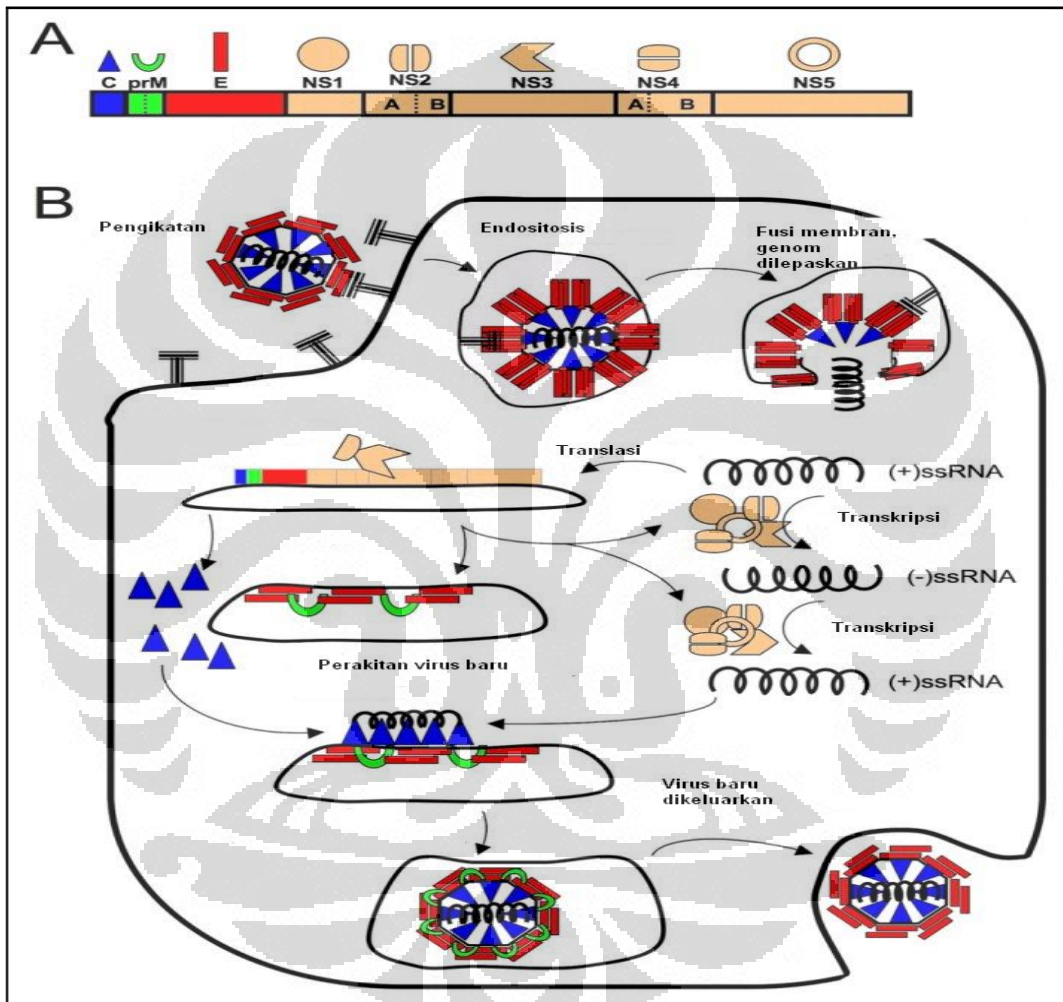 A
C prM E NS1 NS2 NS3 NS4 NS5
A B A B
B
Pengikatan
Endositosis
Fusi membran,
genom
dilepaskan
Translasi
(+)ssRNA
Transkripsi
(-)ssRNA
Transkripsi
(+)ssRNA
Perakitan virus baru
Virus baru
dikeluarkan